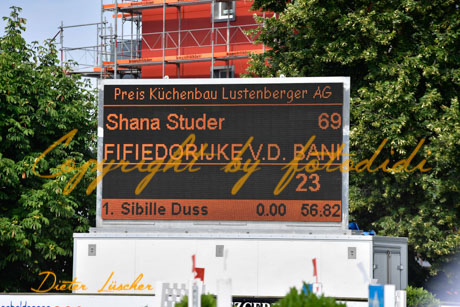 Preis Küchenbau Lustenberger AG
Shana Studer 69
FIFIEDORIJKE V.D. BANK
23
1. Sibille Duss 0.00 56.82
Copyright by fotodidi
Dieter Lüscher